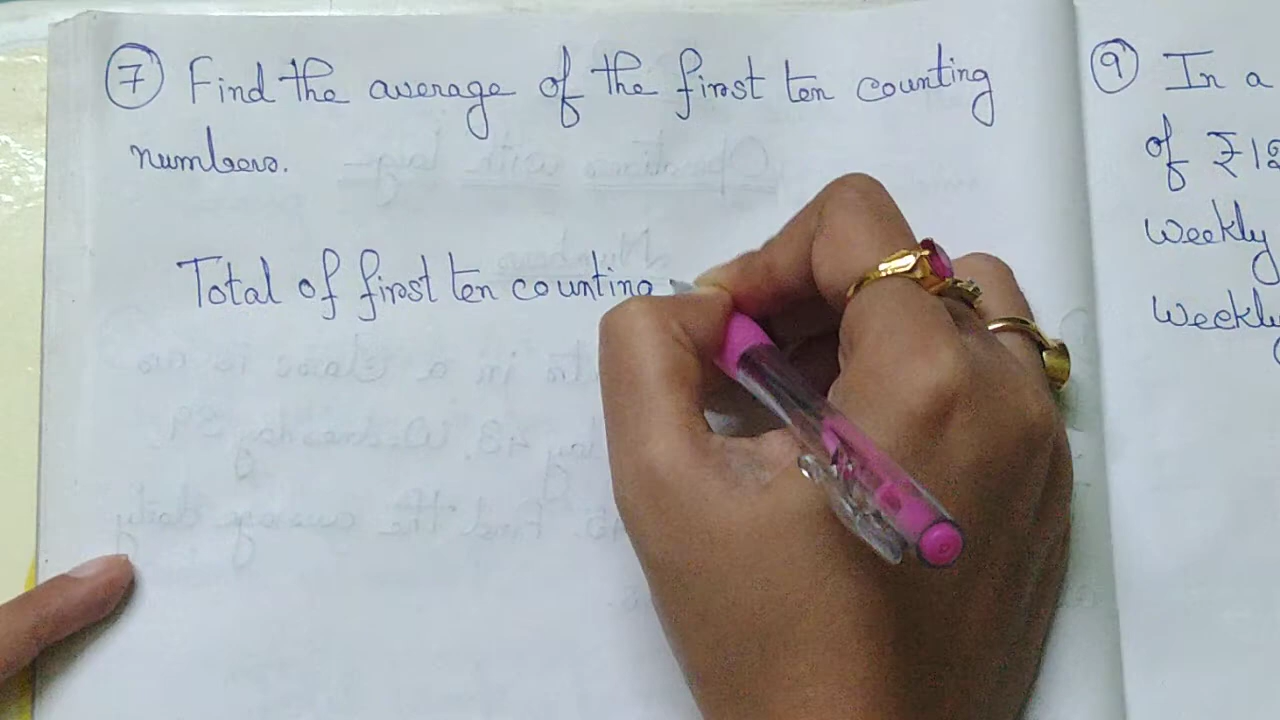 7 Find the average of the first ten counting
numbers.
Total of first ten counting
9 In a
of ₹12
Weekly
Weekly